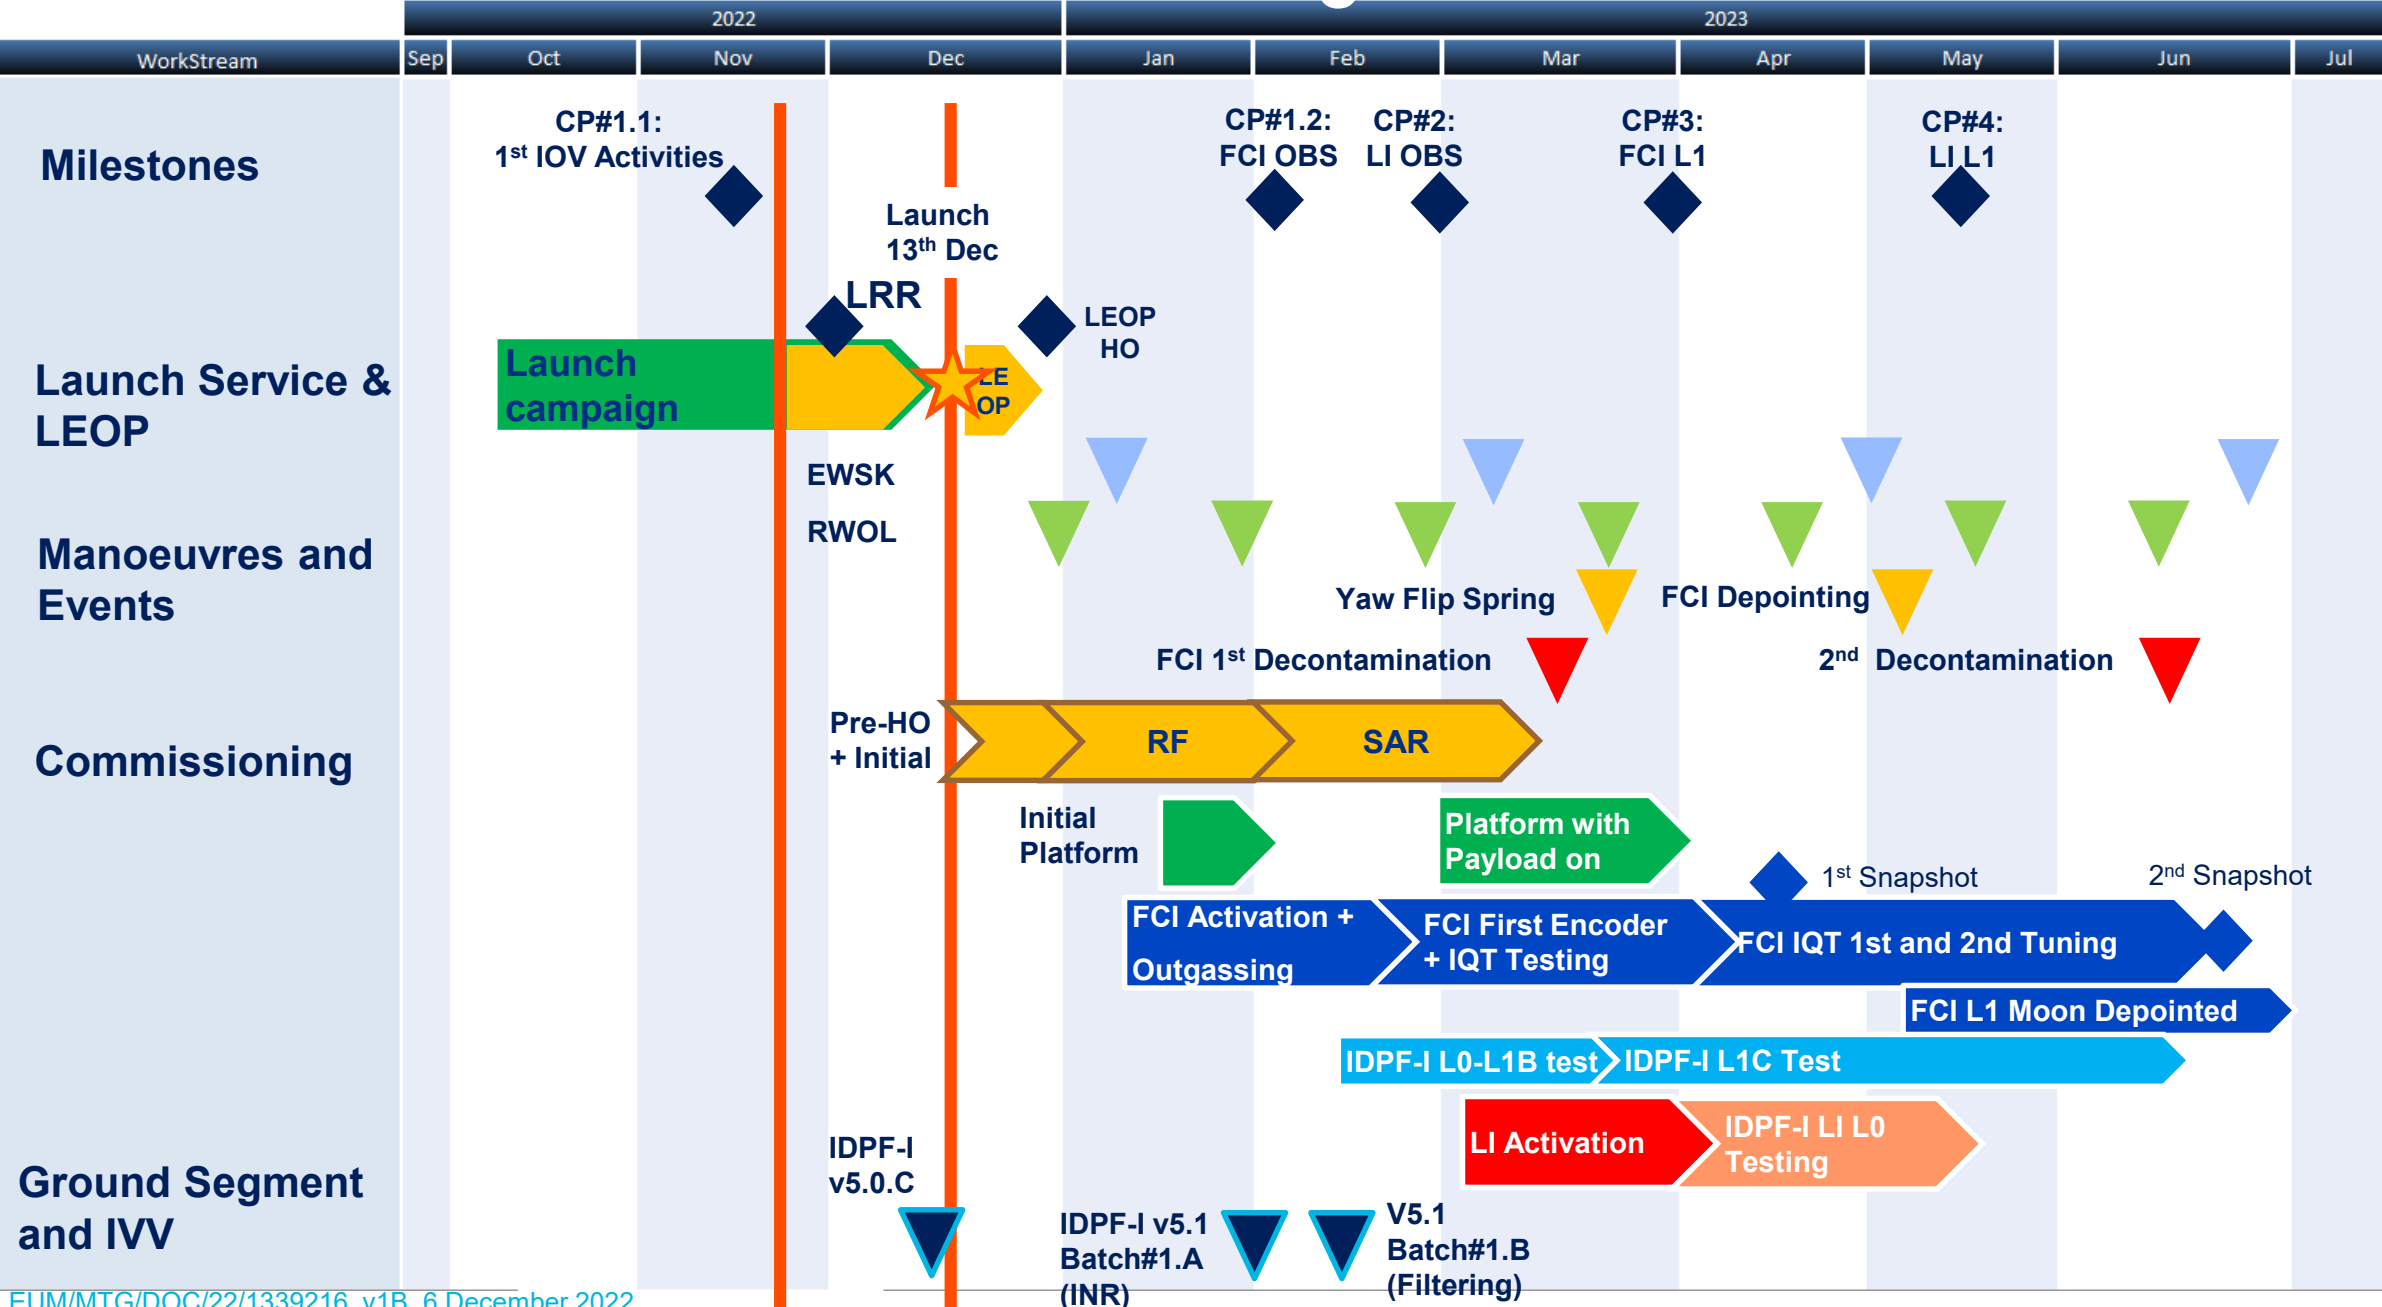 2022
2023
WorkStream
Sep
Oct
Nov
Dec
Jan
Feb
Mar
Apr
May
Jun
Jul
Milestones
CP#1.1:
1st IOV Activities
CP#1.2:
FCI OBS
CP#2:
LI OBS
CP#3:
FCI L1
CP#4:
LI L1
Launch
13th Dec
LRR
LEOP
HO
Launch Service &
LEOP
Launch
campaign
LE
OP
EWSK
RWOL
Manoeuvres and
Events
Yaw Flip Spring
FCI Depointing
FCI 1st Decontamination
2nd Decontamination
Commissioning
Pre-HO
+ Initial
RF
SAR
Initial
Platform
Platform with
Payload on
1st Snapshot
2nd Snapshot
FCI Activation +
Outgassing
FCI First Encoder
+ IQT Testing
FCI IQT 1st and 2nd Tuning
FCI L1 Moon Depointed
IDPF-I L0-L1B test
IDPF-I L1C Test
LI Activation
IDPF-I LI L0
Testing
Ground Segment
and IVV
IDPF-I
v5.0.C
IDPF-I v5.1
Batch#1.A
(INR)
V5.1
Batch#1.B
(Filtering)
EUM/MTG/DOC/22/1339216, v1B, 6 December 2022